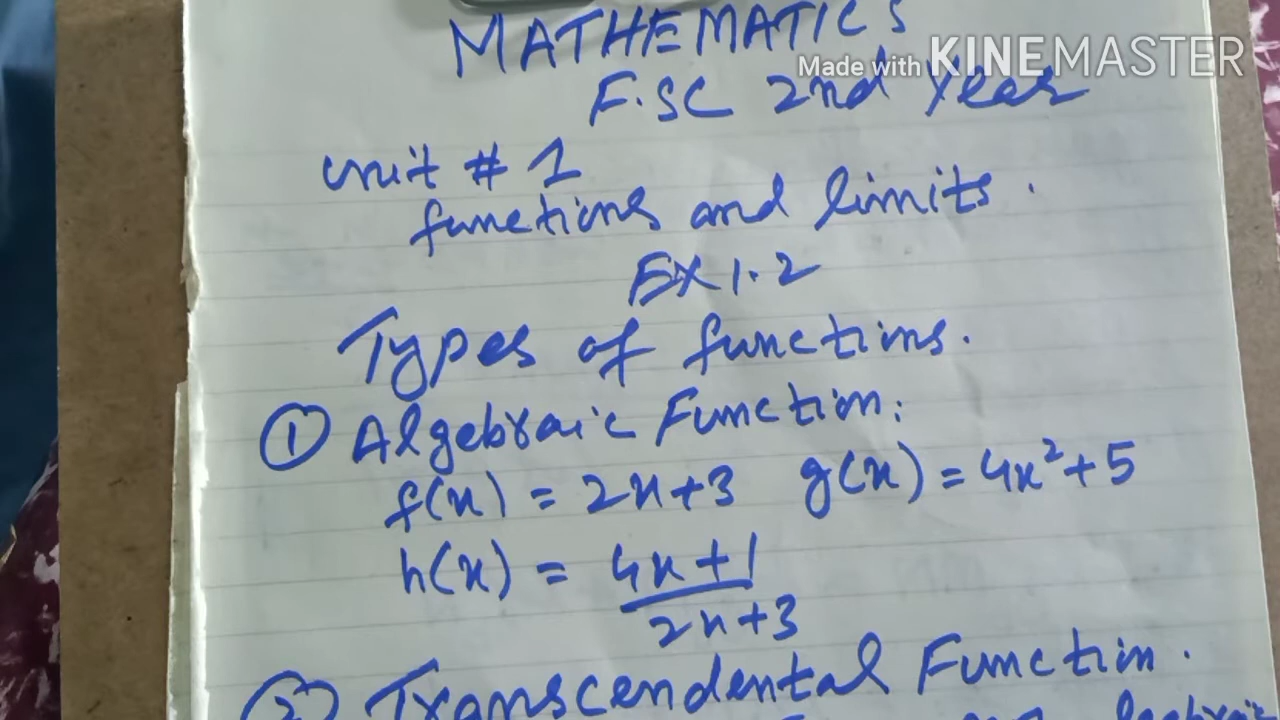 MATHEMATICS
Made with KINEMASTER
F.SC 2nd Year
Unit # 1
functions and limits.
EX 1.2
Types of functions.
① Algebraic Function:
f(x) = 2x+3 g(x) = 4x²+5
h(x) = 4x+1
2x+3
② Transcendental Function.